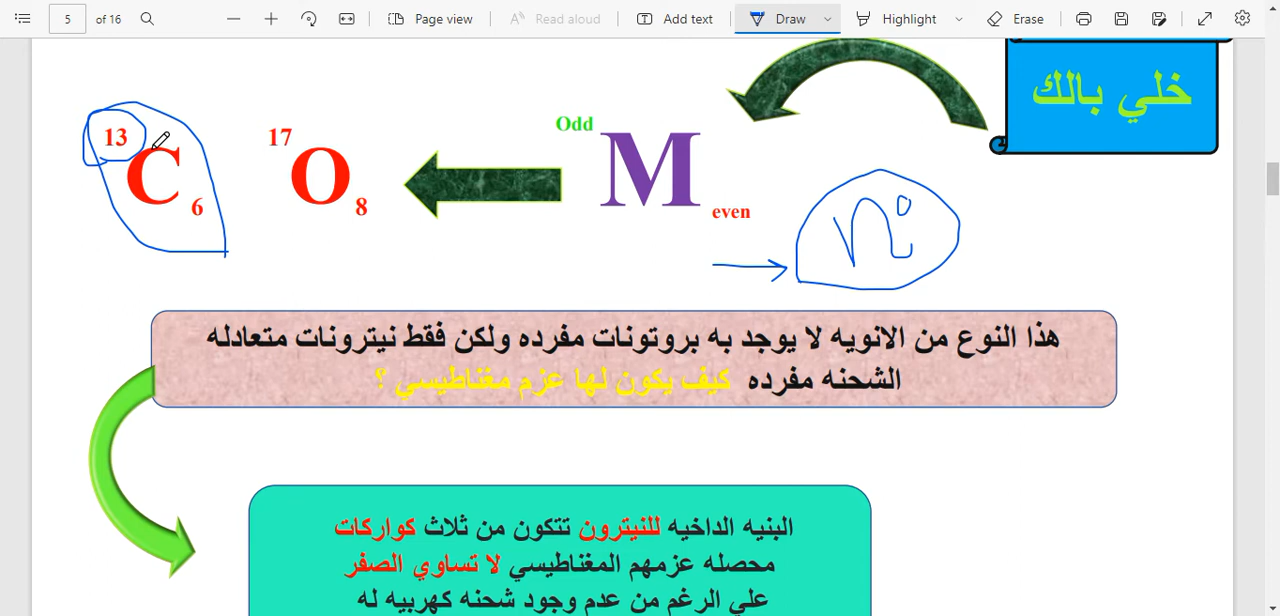 5 of 16 Page view Read aloud Add text Draw Highlight Erase
خلي بالك
13 C 6
17 O 8
Odd M even
n°
هذا النوع من الانويه لا يوجد به بروتونات مفرده ولكن فقط نيترونات متعادله
الشحنه مفرده كيف يكون لها عزم مغناطيسي ؟
البنيه الداخيه للنيترون تتكون من ثلاث كواركات
محصله عزمهم المغناطيسي لا تساوي الصفر
علي الرغم من عدم وجود شحنه كهربيه له